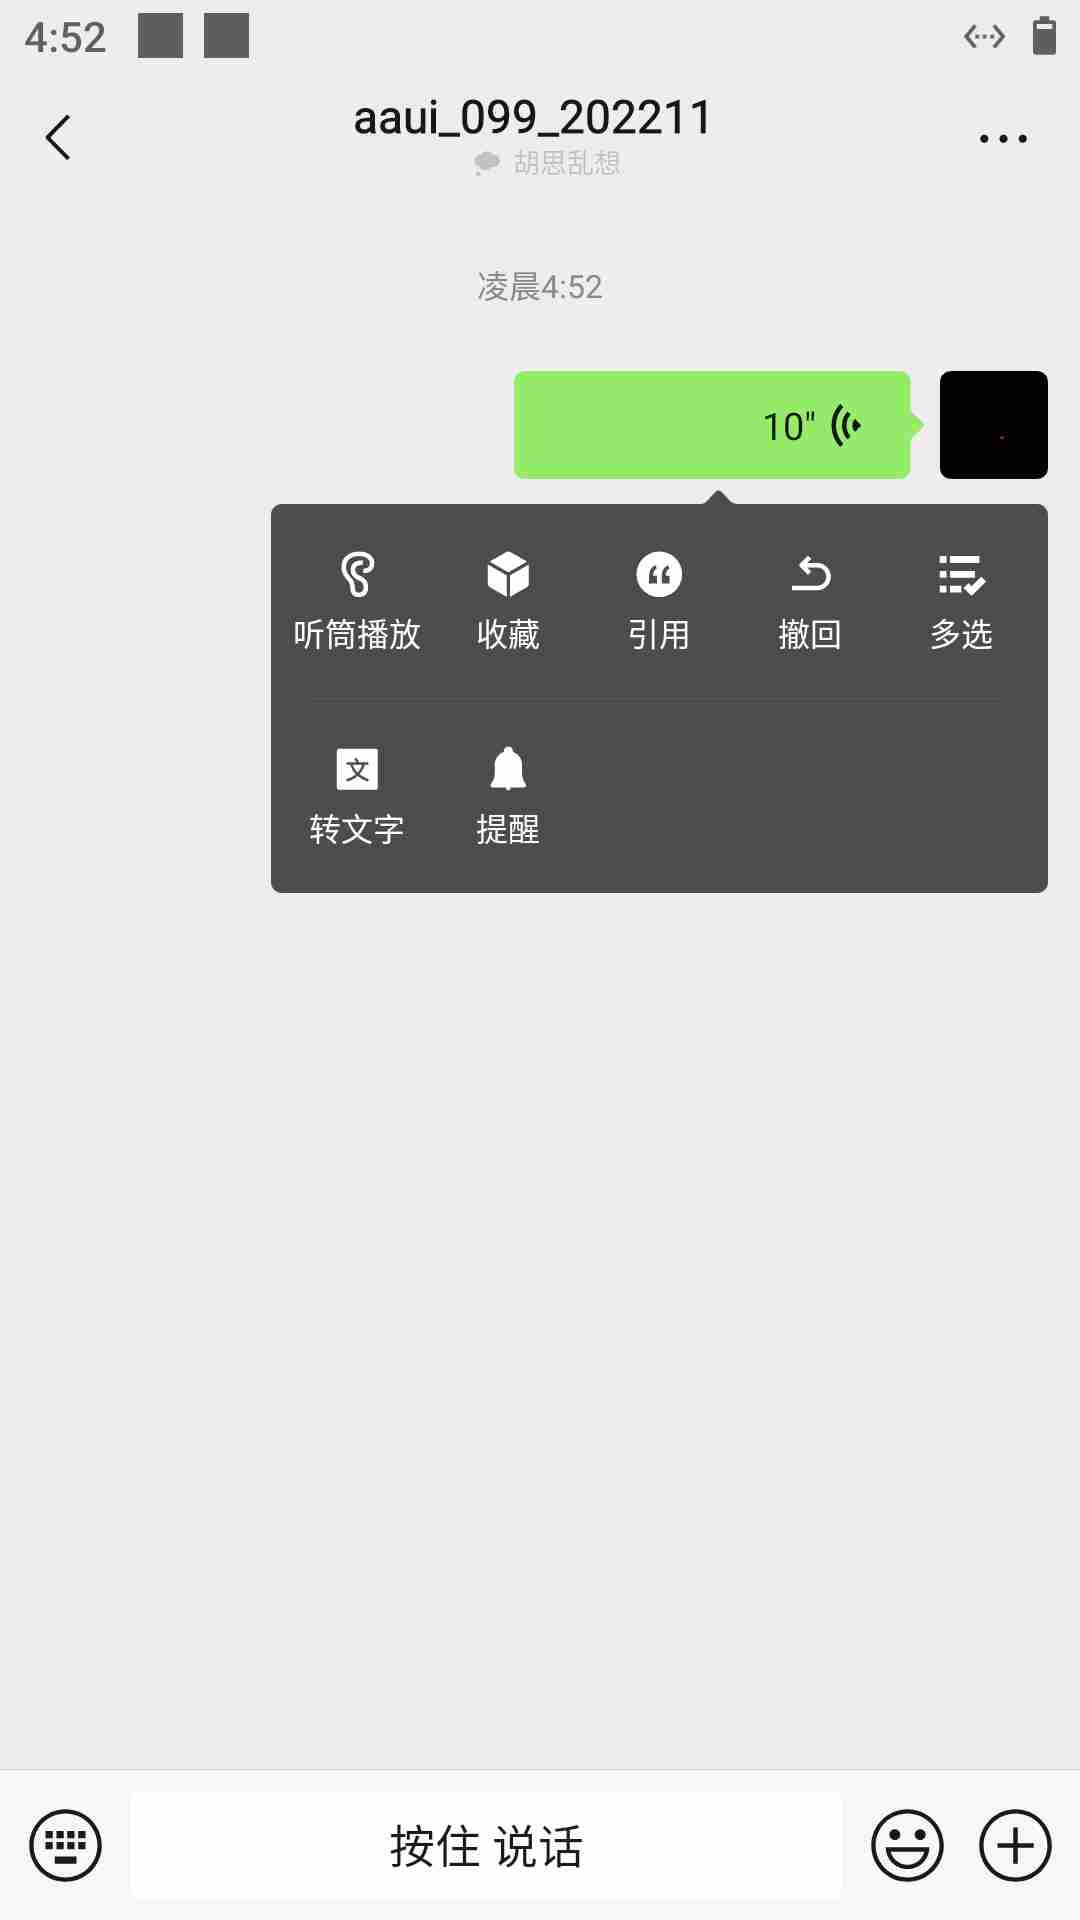 4:52
aaui_099_202211
胡思乱想
凌晨4:52
10"
听筒播放 收藏 引用 撤回 多选
文
转文字 提醒
按住 说话